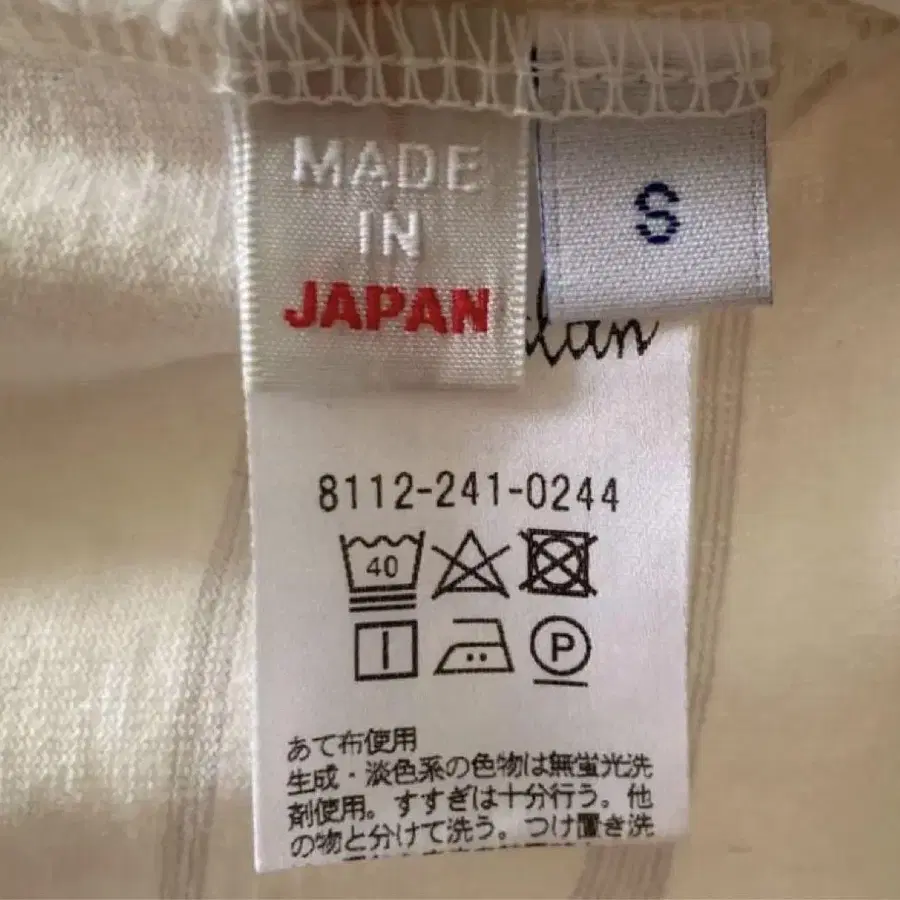 MADE
IN
JAPAN
S
8112-241-0244
40
P
あて布使用
生成・淡色系の色物は無蛍光洗
剤使用。すすぎは十分行う。他
の物と分けて洗う。つけ置き洗